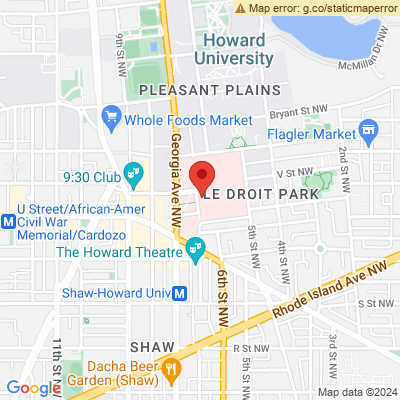 Map error: g.co/staticmaperror
Howard
University
McMillan Dr NW
9th St NW
PLEASANT PLAINS
Bryant St NW
Whole Foods Market
Flagler Market
Georgia Ave NW
V St NW
2nd St NW
9:30 Club
LE DROIT PARK
U Street/African-Amer
Civil War
Memorial/Cardozo
M
5th St NW
4th St NW
The Howard Theatre
6th St NW
Rhode Island Ave NW
Shaw-Howard Univ
M
S St NW
11th St NW
SHAW
R St NW
3rd St NW
Dacha Beer
Garden (Shaw)
Google
Map data ©2024